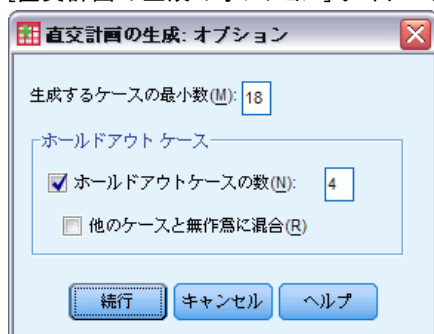 直交計画の生成: オプション
生成するケースの最小数(M): 18
ホールドアウト ケース
ホールドアウトケースの数(N): 4
他のケースと無作為に混合(R)
続行 キャンセル ヘルプ